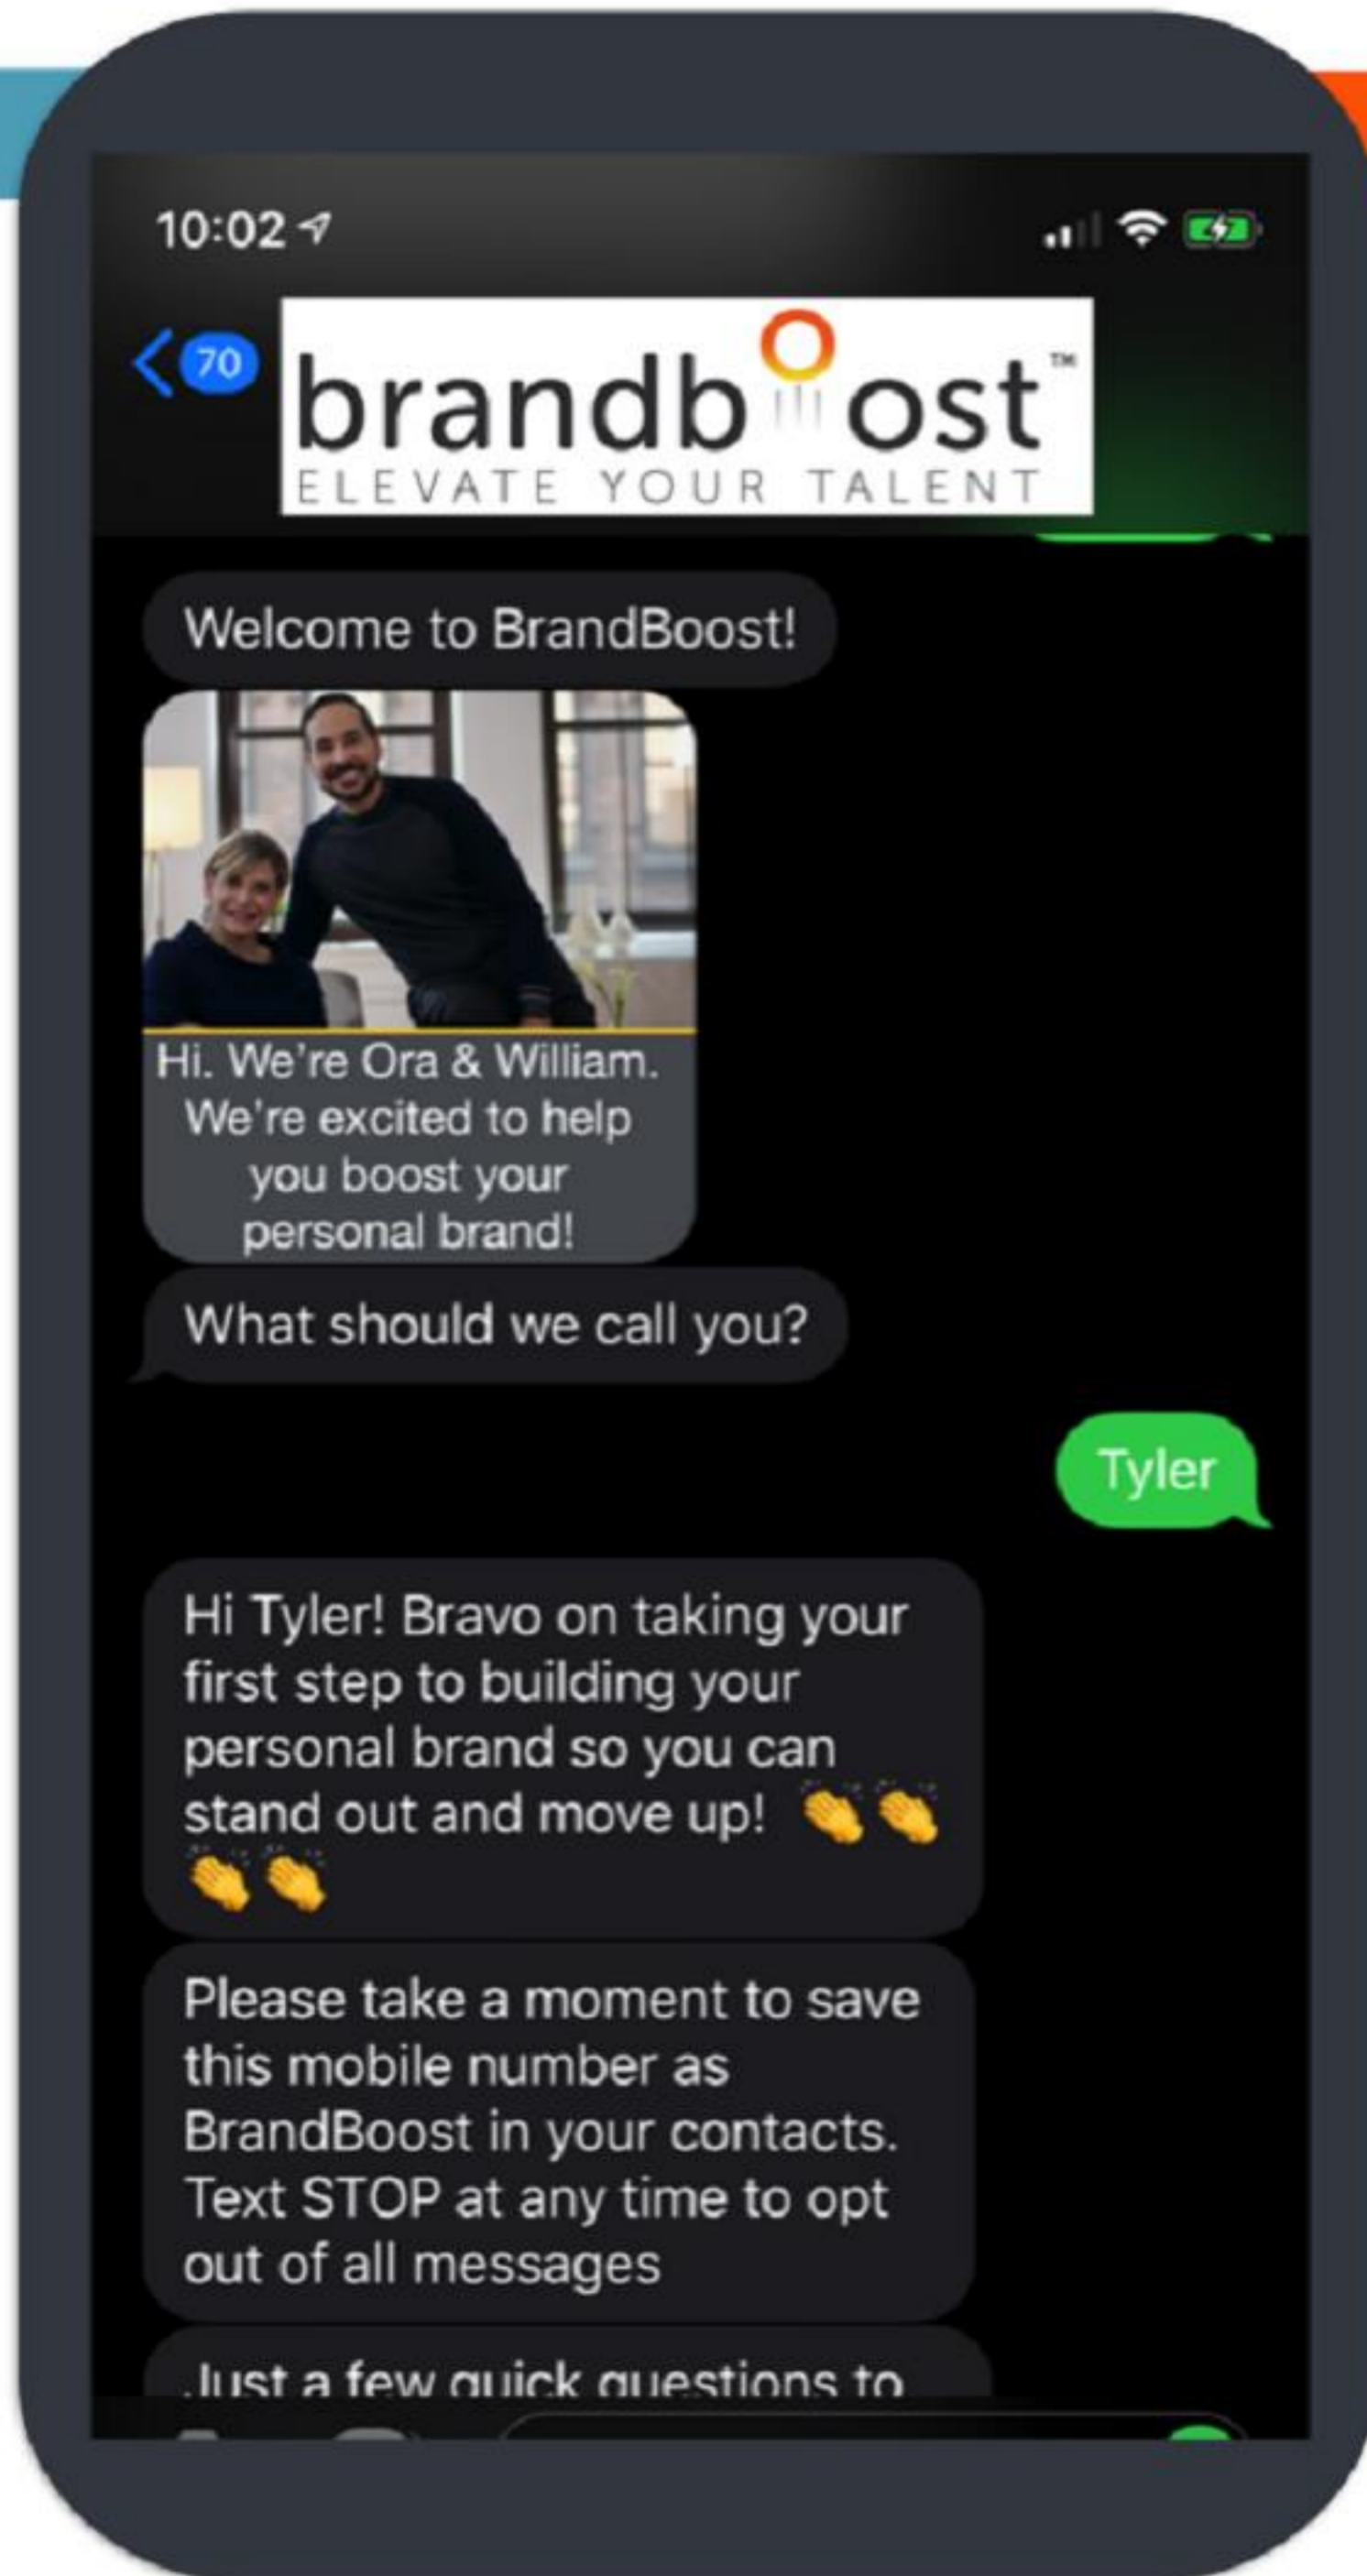 10:02
70
brandboost™
ELEVATE YOUR TALENT
Welcome to BrandBoost!
Hi. We're Ora & William.
We're excited to help
you boost your
personal brand!
What should we call you?
Tyler
Hi Tyler! Bravo on taking your
first step to building your
personal brand so you can
stand out and move up! 👏👏
👏👏
Please take a moment to save
this mobile number as
BrandBoost in your contacts.
Text STOP at any time to opt
out of all messages
Just a few quick questions to